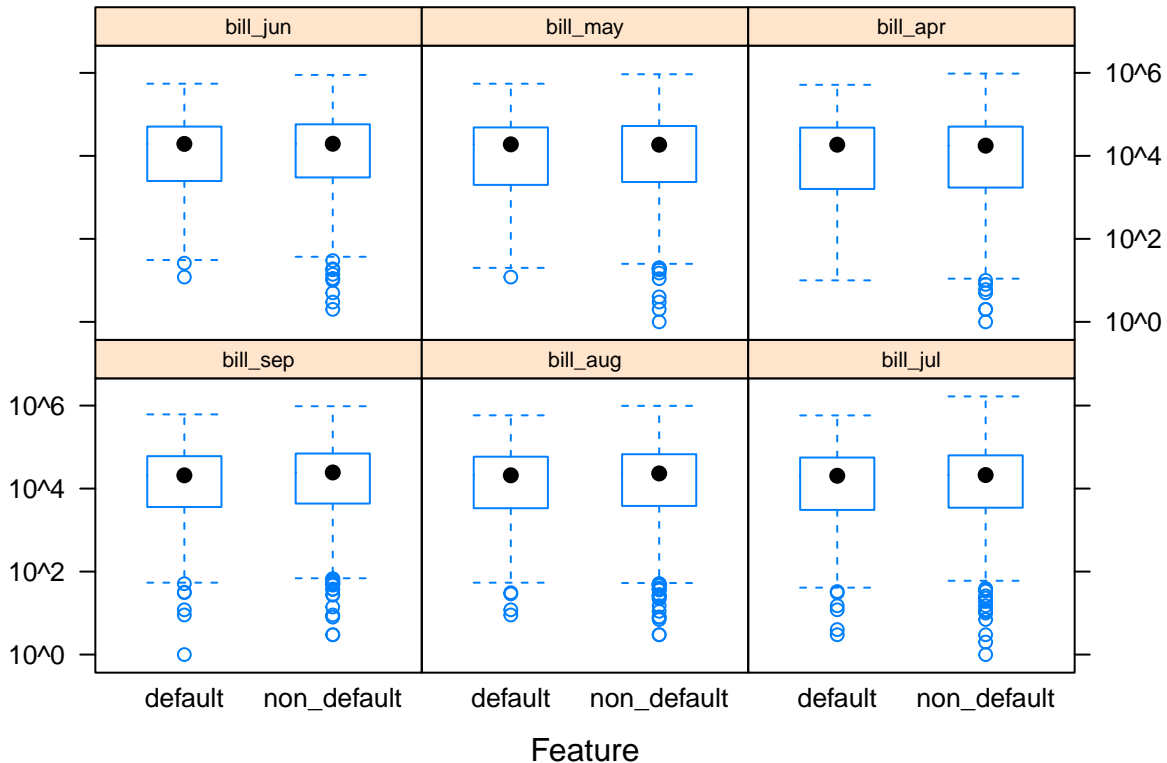 bill_jun bill_may bill_apr
10^6
10^4
10^2
10^0
bill_sep bill_aug bill_jul
10^6
10^4
10^2
10^0
default non_default default non_default default non_default
Feature